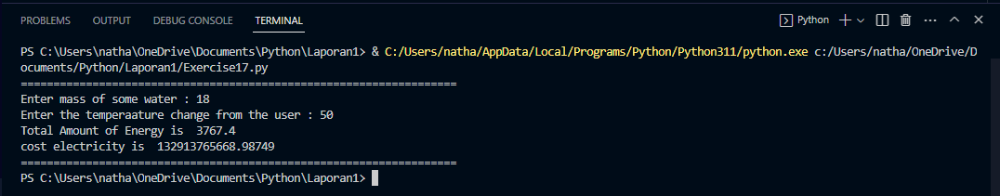 PROBLEMS OUTPUT DEBUG CONSOLE TERMINAL Python
PS C:\Users\natha\OneDrive\Documents\Python\Laporan1> & C:/Users/natha/AppData/Local/Programs/Python/Python311/python.exe c:/Users/natha/OneDrive/D
ocuments/Python/Laporan1/Exercise17.py
===================================================================
Enter mass of some water : 18
Enter the temperaature change from the user : 50
Total Amount of Energy is  3767.4
cost electricity is  132913765668.98749
===================================================================
PS C:\Users\natha\OneDrive\Documents\Python\Laporan1>